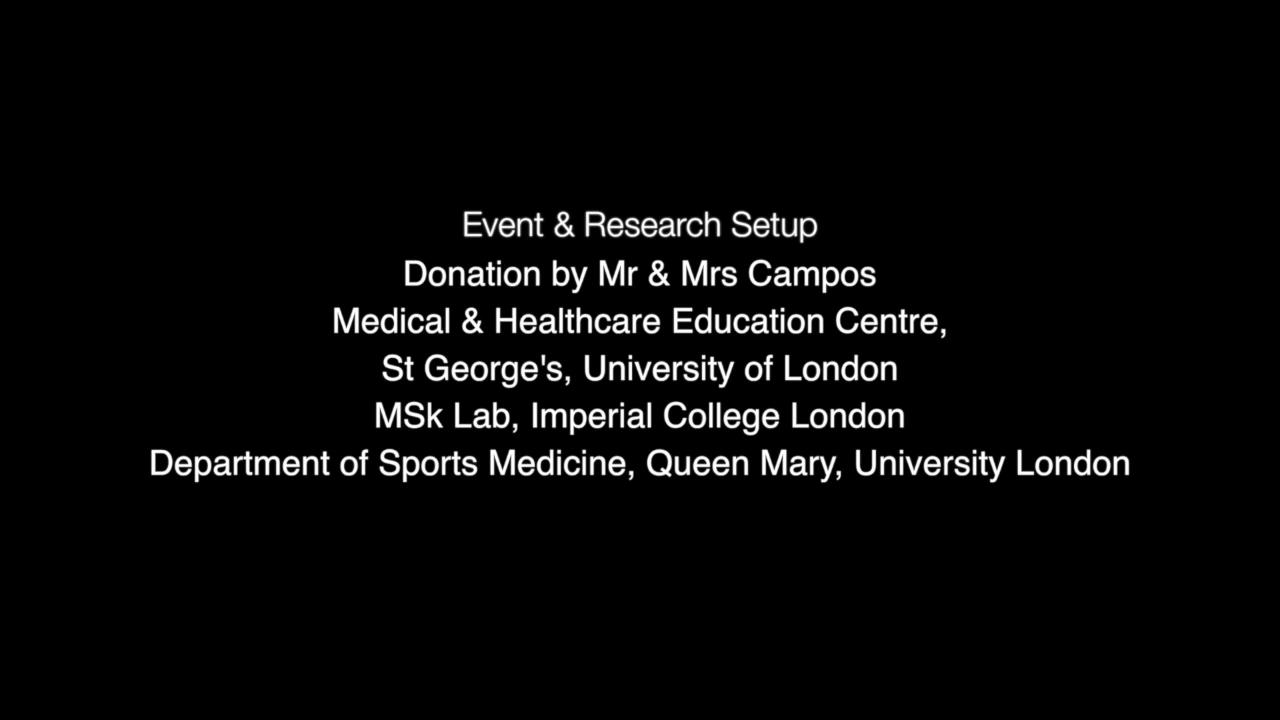 Event & Research Setup
Donation by Mr & Mrs Campos
Medical & Healthcare Education Centre,
St George's, University of London
MSk Lab, Imperial College London
Department of Sports Medicine, Queen Mary, University London